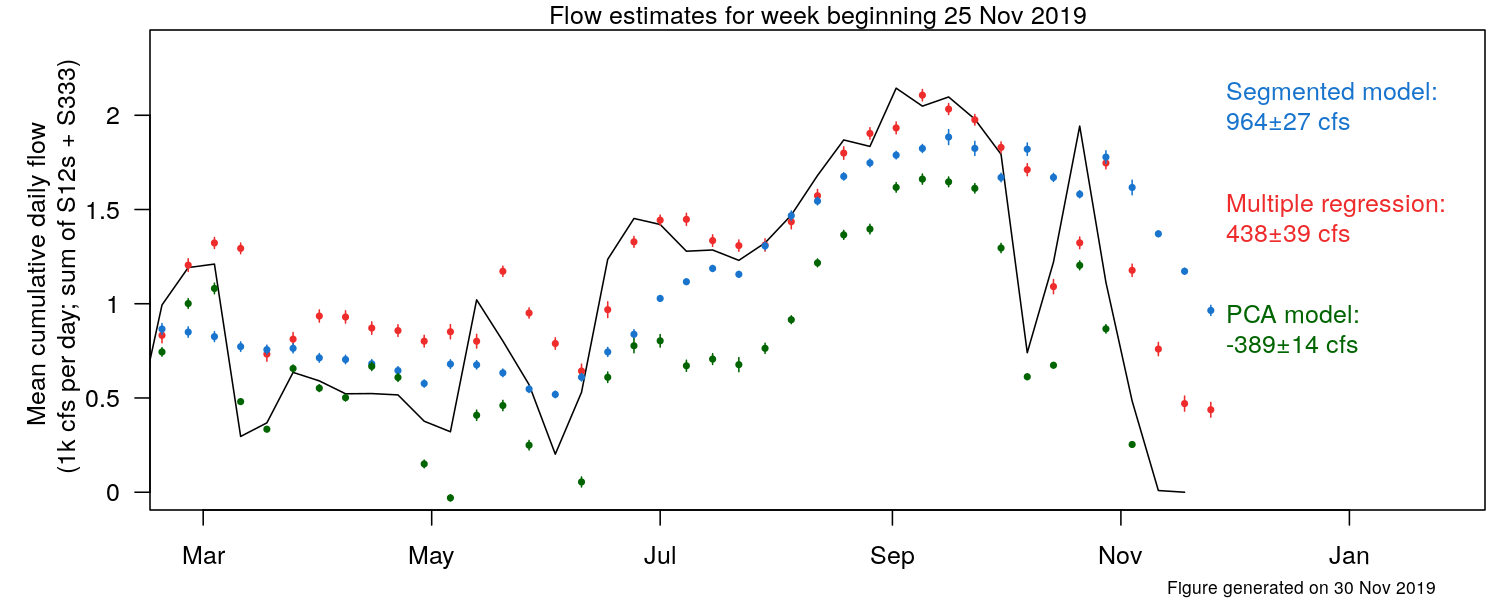 Flow estimates for week beginning 25 Nov 2019
Mean cumulative daily flow
(1k cfs per day; sum of S12s + S333)
2
1.5
1
0.5
0
Segmented model:
964±27 cfs
Multiple regression:
438±39 cfs
PCA model:
-389±14 cfs
Mar
May
Jul
Sep
Nov
Jan
Figure generated on 30 Nov 2019